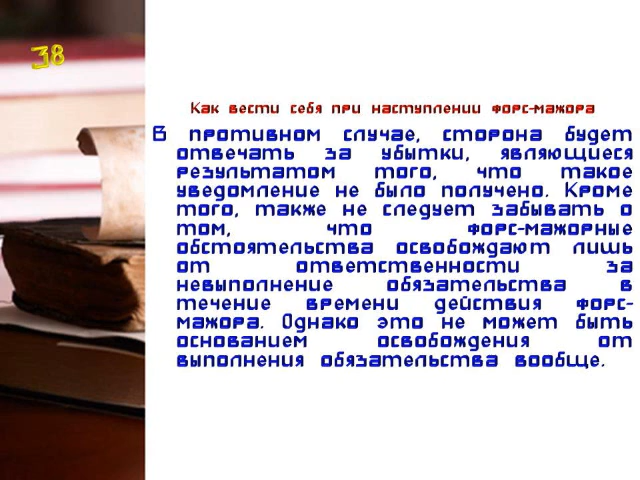 38
Как вести себя при наступлении форс-мажора
В противном случае, сторона будет
отвечать за убытки, являющиеся
результатом того, что такое
уведомление не было получено. Кроме
того, также не следует забывать о
том, что форс-мажорные
обстоятельства освобождают лишь
от ответственности за
невыполнение обязательства в
течение времени действия форс-
мажора. Однако это не может быть
основанием освобождения от
выполнения обязательства вообще.